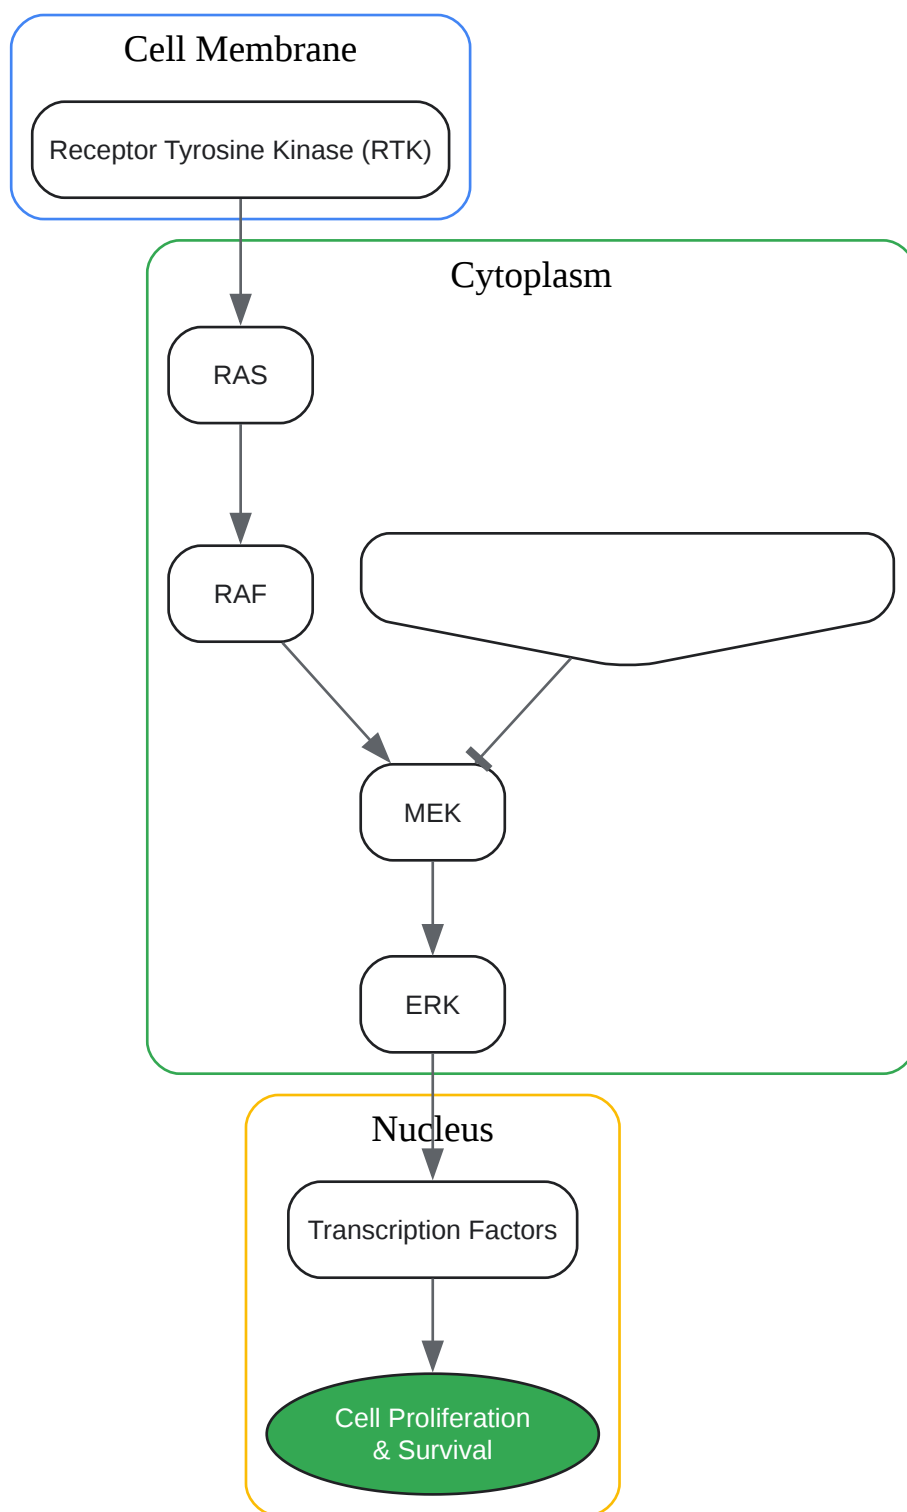 Cell Membrane
Receptor Tyrosine Kinase (RTK)
Cytoplasm
RAS
RAF
MEK
ERK
Nucleus
Transcription Factors
Cell Proliferation
& Survival